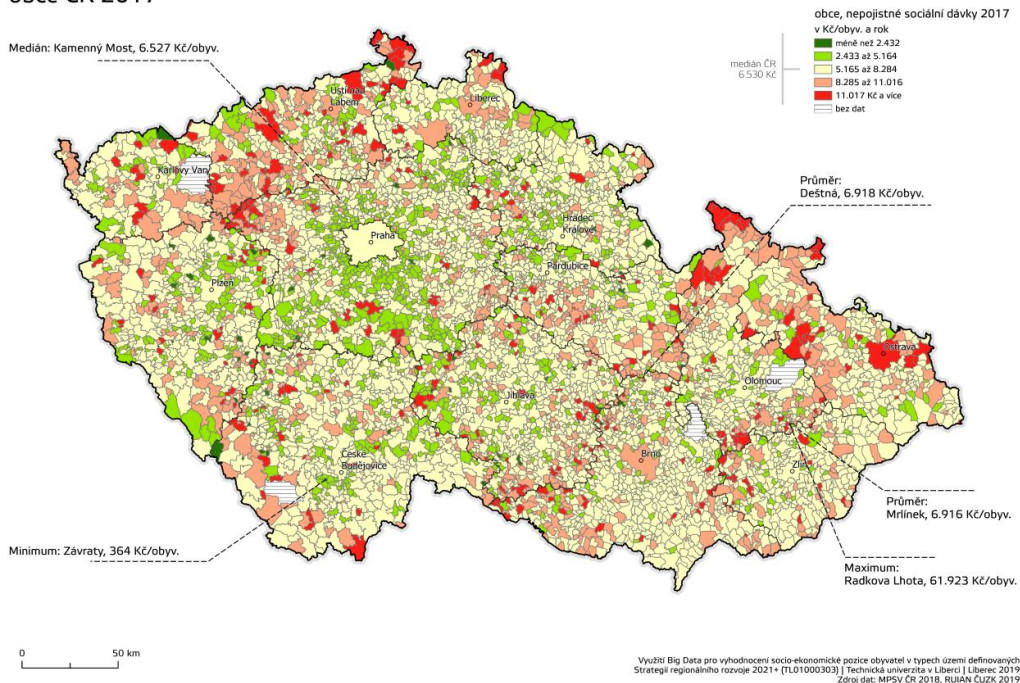 obce ČR 2017
obce, nepojistné sociální dávky 2017
v Kč/obyv. a rok
méně než 2.432
2.433 až 5.164
5.165 až 8.284
8.285 až 11.016
11.017 Kč a více
bez dat
medián ČR
6.530 Kč
Medián: Kamenný Most, 6.527 Kč/obyv.
Průměr:
Deštná, 6.918 Kč/obyv.
Ústí nad
Labem
Liberec
Karlovy Vary
Praha
Hradec
Králové
Pardubice
Plzeň
Ostrava
Olomouc
Jihlava
České
Budějovice
Brno
Zlín
Průměr:
Mrlínek, 6.916 Kč/obyv.
Minimum: Závraty, 364 Kč/obyv.
Maximum:
Radkova Lhota, 61.923 Kč/obyv.
0 50 km
Využití Big Data pro vyhodnocení socio-ekonomické pozice obyvatel v typech území definovaných
Strategií regionálního rozvoje 2021+ (TL01000303) | Technická univerzita v Liberci | Liberec 2019
Zdroj dat: MPSV ČR 2018, RÚIAN ČÚZK 2019